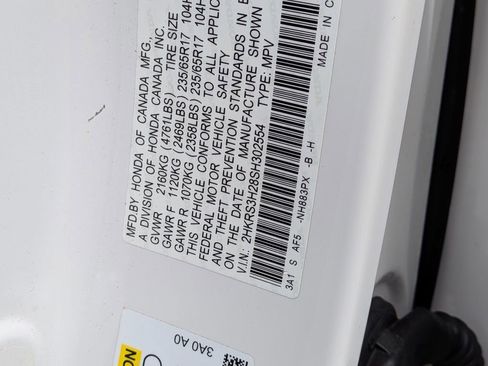 MFD.BY HONDA OF CANADA MFG.,
A DIVISION OF HONDA CANADA INC.
GVWR 2160KG (4761LBS) TIRE SIZE
GAWR F 1120KG (2469LBS) 235/65R17 104H
GAWR R 1070KG (2358LBS) 235/65R17 104H
THIS VEHICLE CONFORMS TO ALL APPLIC
FEDERAL MOTOR VEHICLE SAFETY
AND THEFT PREVENTION STANDARDS IN E
ON THE DATE OF MANUFACTURE SHOWN
V.I.N.: 2HKRS3H28SH302554 TYPE: MPV
3A1 S AF5 -NH883PX -B -H
MADE IN C
3A0 A0